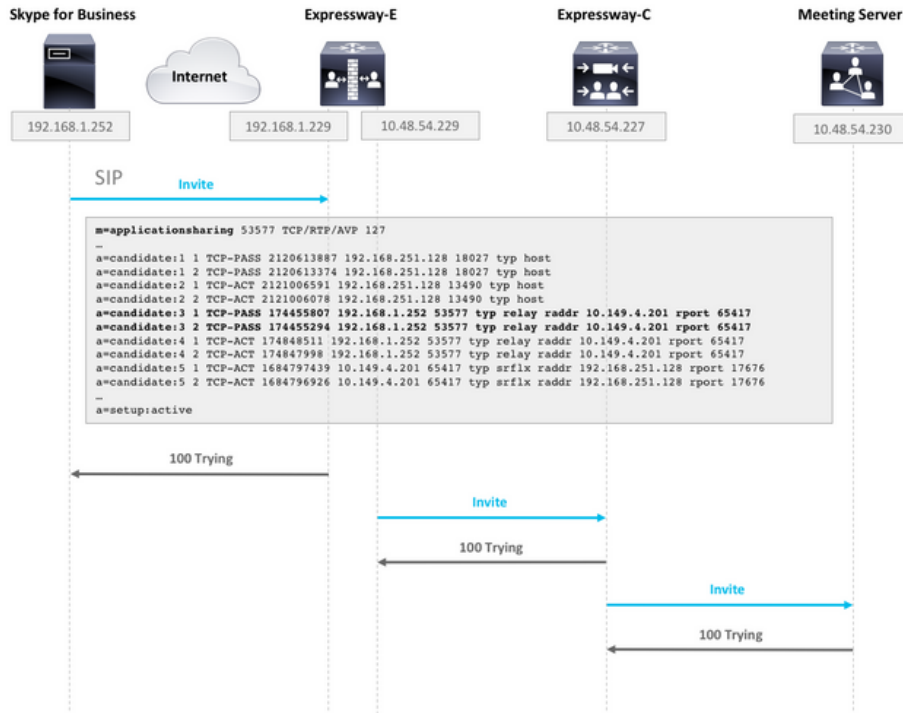 Skype for Business Expressway-E Expressway-C Meeting Server
Internet
192.168.1.252 192.168.1.229 10.48.54.229 10.48.54.227 10.48.54.230
SIP
Invite
m=applicationsharing 53577 TCP/RTP/AVP 127
…
a=candidate:1 1 TCP-PASS 2120613887 192.168.251.128 18027 typ host
a=candidate:1 2 TCP-PASS 2120613374 192.168.251.128 18027 typ host
a=candidate:2 1 TCP-ACT 2121006591 192.168.251.128 13490 typ host
a=candidate:2 2 TCP-ACT 2121006078 192.168.251.128 13490 typ host
a=candidate:3 1 TCP-PASS 174455807 192.168.1.252 53577 typ relay raddr 10.149.4.201 rport 65417
a=candidate:3 2 TCP-PASS 174455294 192.168.1.252 53577 typ relay raddr 10.149.4.201 rport 65417
a=candidate:4 1 TCP-ACT 174848511 192.168.1.252 53577 typ relay raddr 10.149.4.201 rport 65417
a=candidate:4 2 TCP-ACT 174847998 192.168.1.252 53577 typ relay raddr 10.149.4.201 rport 65417
a=candidate:5 1 TCP-ACT 1684797439 10.149.4.201 65417 typ srflx raddr 192.168.251.128 rport 17676
a=candidate:5 2 TCP-ACT 1684796926 10.149.4.201 65417 typ srflx raddr 192.168.251.128 rport 17676
…
a=setup:active
100 Trying
Invite
100 Trying
Invite
100 Trying